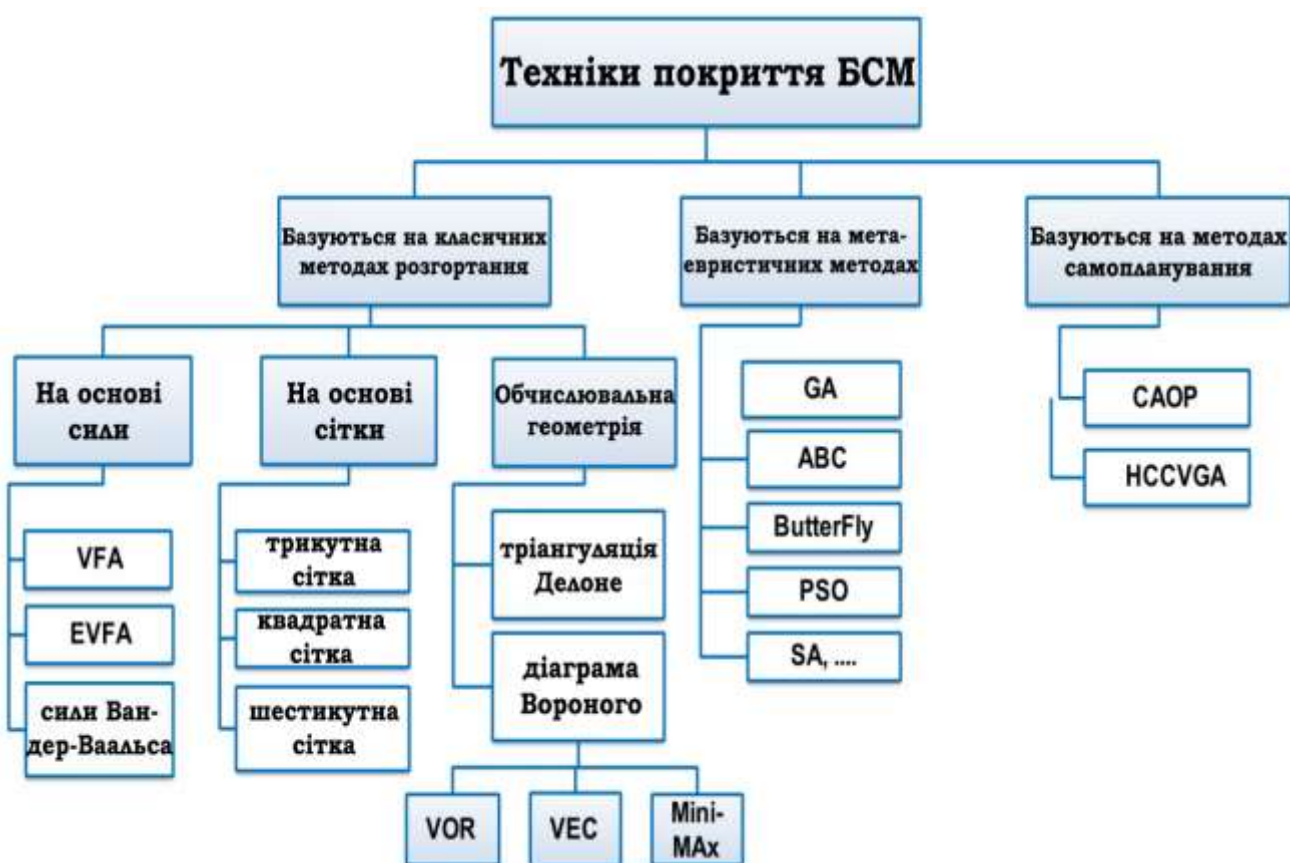 Техніки покриття БСМ
Базуються на класичних
методах розгортання
Базуються на мета-
евристичних методах
Базуються на методах
самопланування
На основі
сили
На основі
сітки
Обчислювальна
геометрія
VFA
EVFA
сили Ван-
дер-Ваальса
трикутна
сітка
квадратна
сітка
шестикутна
сітка
тріангуляція
Делоне
діаграма
Вороного
VOR
VEC
Mini-
MAx
GA
ABC
ButterFly
PSO
SA, ....
CAOP
HCCVGA